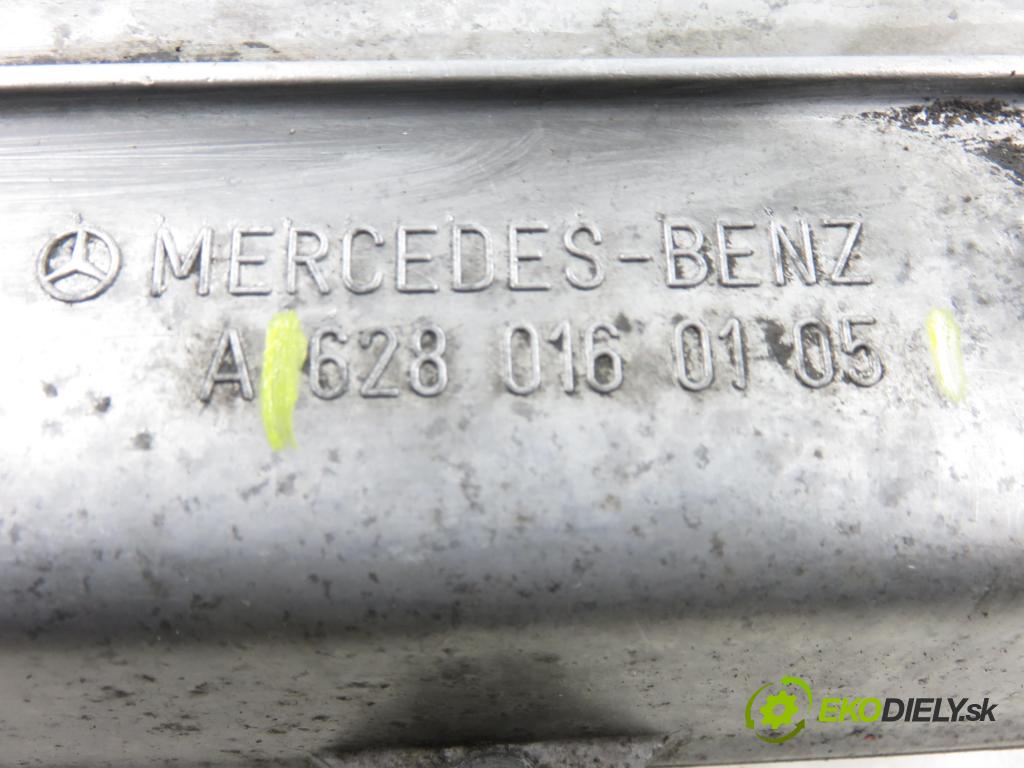 MERCEDES-BENZ
A 628 016 01 05
EKODIELY.sk